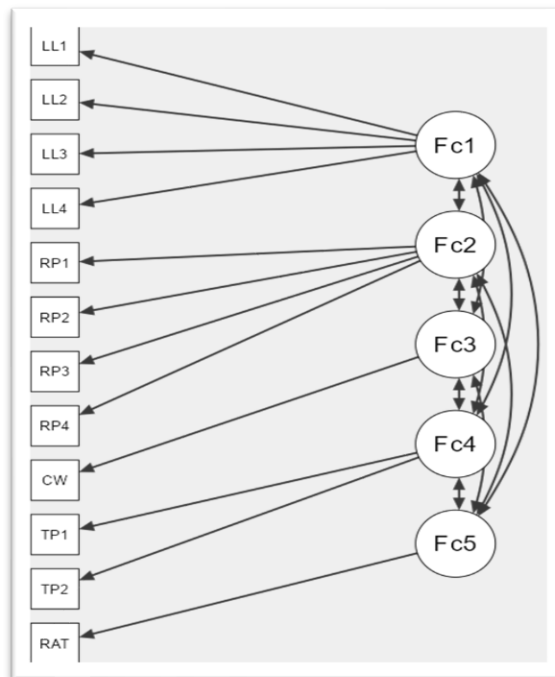 LL1
LL2
LL3
LL4
RP1
RP2
RP3
RP4
CW
TP1
TP2
RAT
Fc1
Fc2
Fc3
Fc4
Fc5